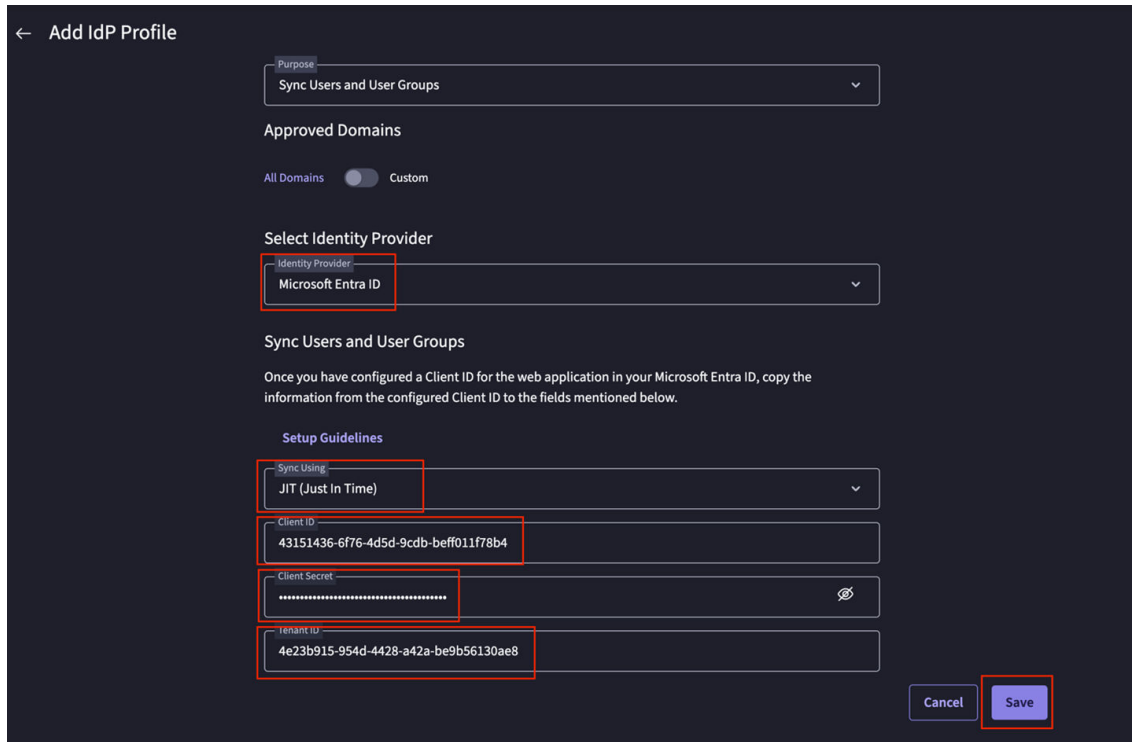 Add IdP Profile
Purpose
Sync Users and User Groups
Approved Domains
All Domains Custom
Select Identity Provider
Identity Provider
Microsoft Entra ID
Sync Users and User Groups
Once you have configured a Client ID for the web application in your Microsoft Entra ID, copy the
information from the configured Client ID to the fields mentioned below.
Setup Guidelines
Sync Using
JIT (Just In Time)
Client ID
43151436-6f76-4d5d-9cdb-beff011f78b4
Client Secret
Tenant ID
4e23b915-954d-4428-a42a-be9b56130ae8
Cancel Save